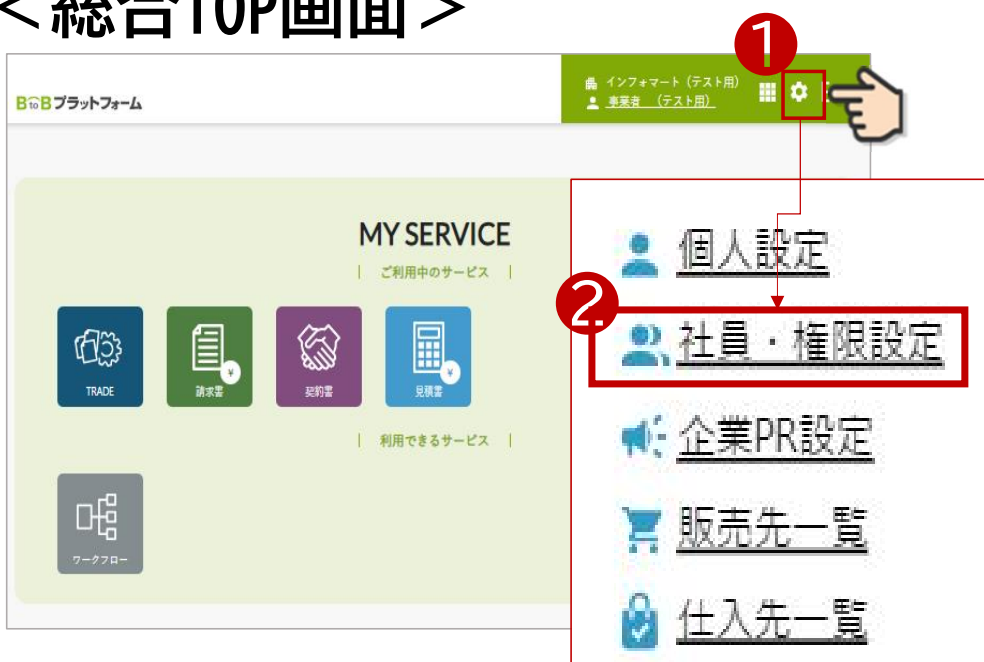 ＜総合TOP画面＞
1
BtoBプラットフォーム
インフォマート（テスト用）
事業者　（テスト用）
MY SERVICE
ご利用中のサービス
TRADE
請求書
契約書
見積書
利用できるサービス
ワークフロー
個人設定
2
社員・権限設定
企業PR設定
販売先一覧
仕入先一覧